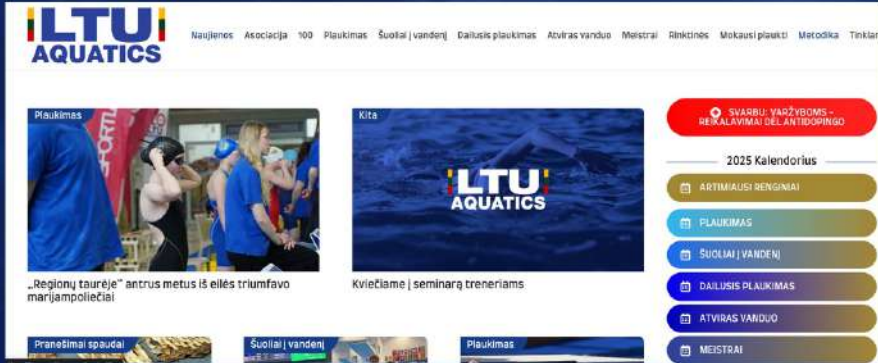 LTU
AQUATICS
Naujienos Asociacija 100 Plaukimas Šuoliai į vandenį Dailusis plaukimas Atviras vanduo Meistrai Rinktinės Mokausi plaukti Metodika Tinklar
Plaukimas
„Regionų taurėje“ antrus metus iš eilės triumfavo
marijampoliečiai
Kita
LTU
AQUATICS
Kviečiame į seminarą treneriams
Pranešimai spaudai
Šuoliai į vandenį
Plaukimas
SVARBU: VARŽYBOMS -
REIKALAVIMAI DĖL ANTIDOPINGO
2025 Kalendorius
ARTIMIAUSI RENGINIAI
PLAUKIMAS
ŠUOLIAI Į VANDENĮ
DAILUSIS PLAUKIMAS
ATVIRAS VANDUO
MEISTRAI